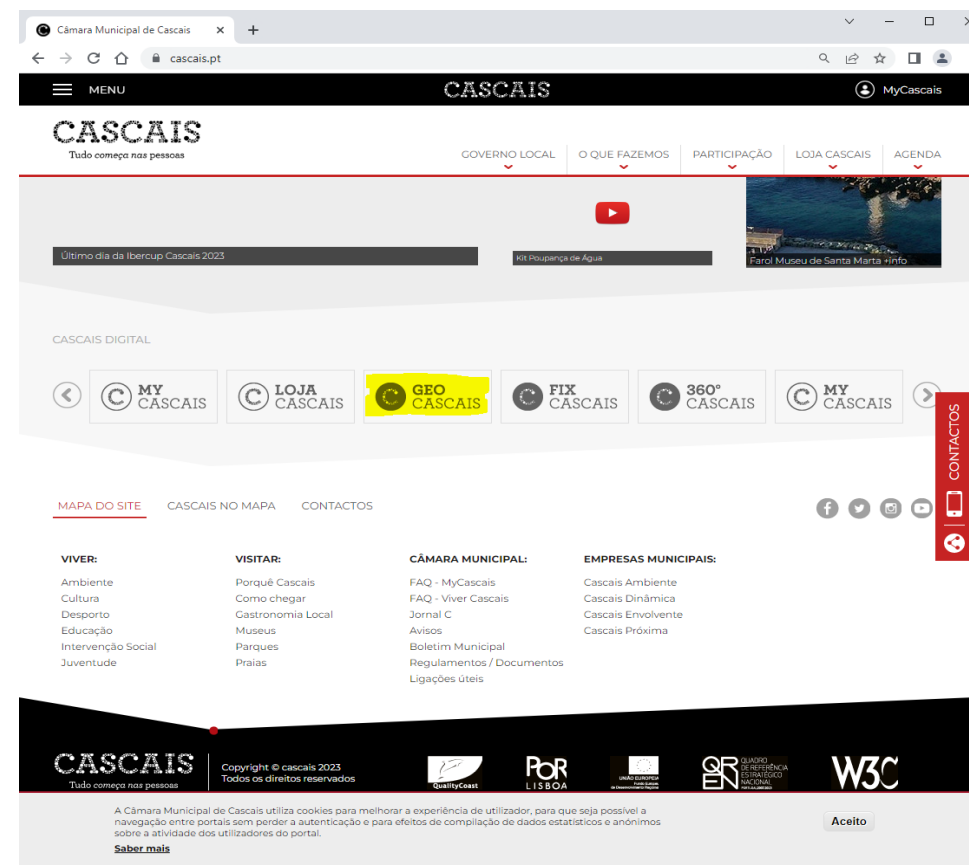 Câmara Municipal de Cascais
cascais.pt
MENU
CASCAIS
MyCascais
CASCAIS
Tudo começa nas pessoas
GOVERNO LOCAL
O QUE FAZEMOS
PARTICIPAÇÃO
LOJA CASCAIS
AGENDA
Último dia da Ibercup Cascais 2023
Kit Poupança de Água
Farol Museu de Santa Marta +info
CASCAIS DIGITAL
C MY CASCAIS
C LOJA CASCAIS
C GEO CASCAIS
C FIX CASCAIS
C 360° CASCAIS
C MY CASCAIS
CONTACTOS
MAPA DO SITE
CASCAIS NO MAPA
CONTACTOS
VIVER:
Ambiente
Cultura
Desporto
Educação
Intervenção Social
Juventude
VISITAR:
Porquê Cascais
Como chegar
Gastronomia Local
Museus
Parques
Praias
CÂMARA MUNICIPAL:
FAQ - MyCascais
FAQ - Viver Cascais
Jornal C
Avisos
Boletim Municipal
Regulamentos / Documentos
Ligações úteis
EMPRESAS MUNICIPAIS:
Cascais Ambiente
Cascais Dinâmica
Cascais Envolvente
Cascais Próxima
CASCAIS
Tudo começa nas pessoas
Copyright © cascais 2023
Todos os direitos reservados
QualityCoast
POR
LISBOA
UNIÃO EUROPEIA
QREN
QUADRO
DE REFERÊNCIA
ESTRATÉGICO
NACIONAL
W3C
A Câmara Municipal de Cascais utiliza cookies para melhorar a experiência de utilizador, para que seja possível a
navegação entre portais sem perder a autenticação e para efeitos de compilação de dados estatísticos e anónimos
sobre a atividade dos utilizadores do portal.
Saber mais
Aceito